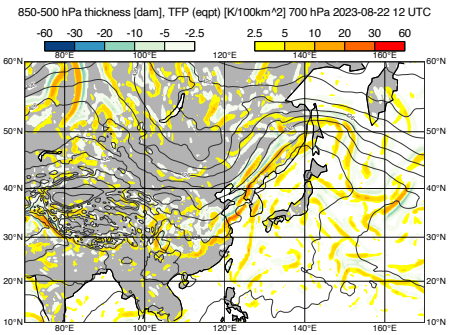 850-500 hPa thickness [dam], TFP (eqpt) [K/100km^2] 700 hPa 2023-08-22 12 UTC
-60 -30 -20 -10 -5 -2.5 2.5 5 10 20 30 60
80°E 100°E 120°E 140°E 160°E
60°N 60°N
50°N 50°N
40°N 40°N
30°N 30°N
20°N 20°N
10°N 10°N
80°E 100°E 120°E 140°E 160°E